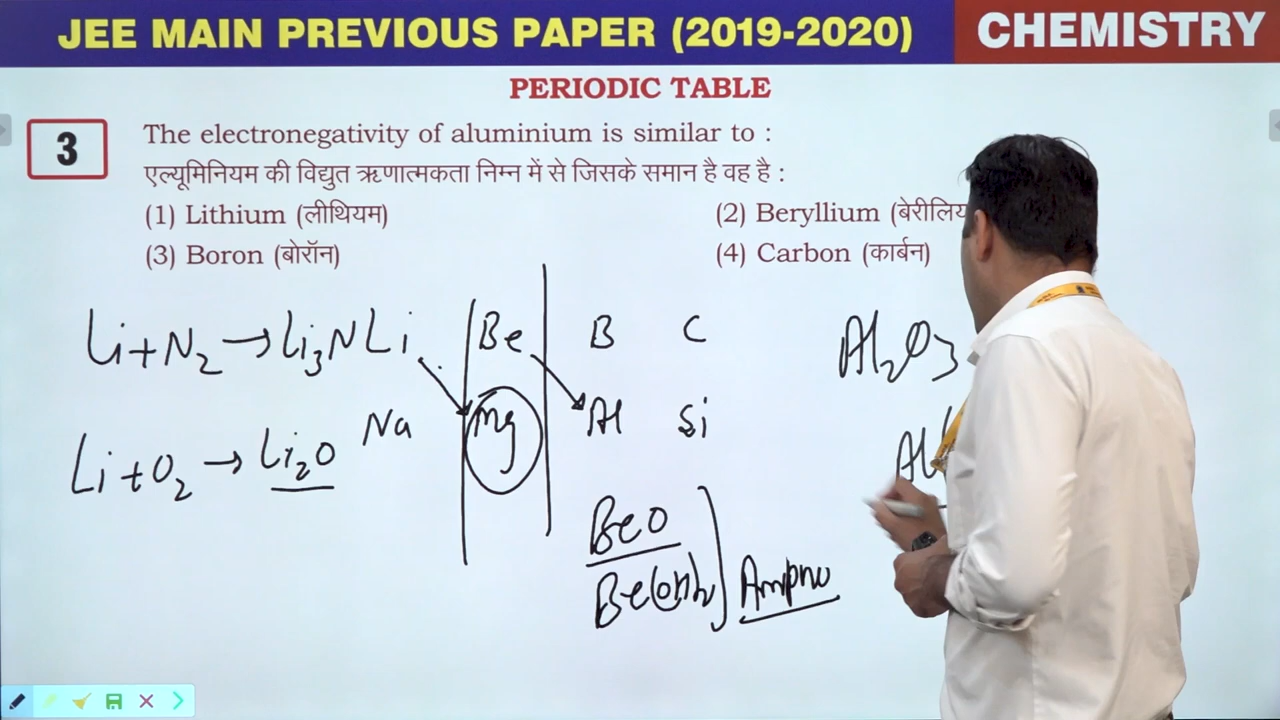 JEE MAIN PREVIOUS PAPER (2019-2020) CHEMISTRY
PERIODIC TABLE
3
The electronegativity of aluminium is similar to :
एल्यूमिनियम की विद्युत ऋणात्मकता निम्न में से जिसके समान है वह है :
(1) Lithium (लीथियम) (2) Beryllium
(3) Boron (बोरॉन) (4) Carbon (कार्बन)
Li+N₂→Li₃N Li Be B C Al₂O₃
Li+O₂→Li₂O Na Mg Al Si
BeO
Be(OH)₂